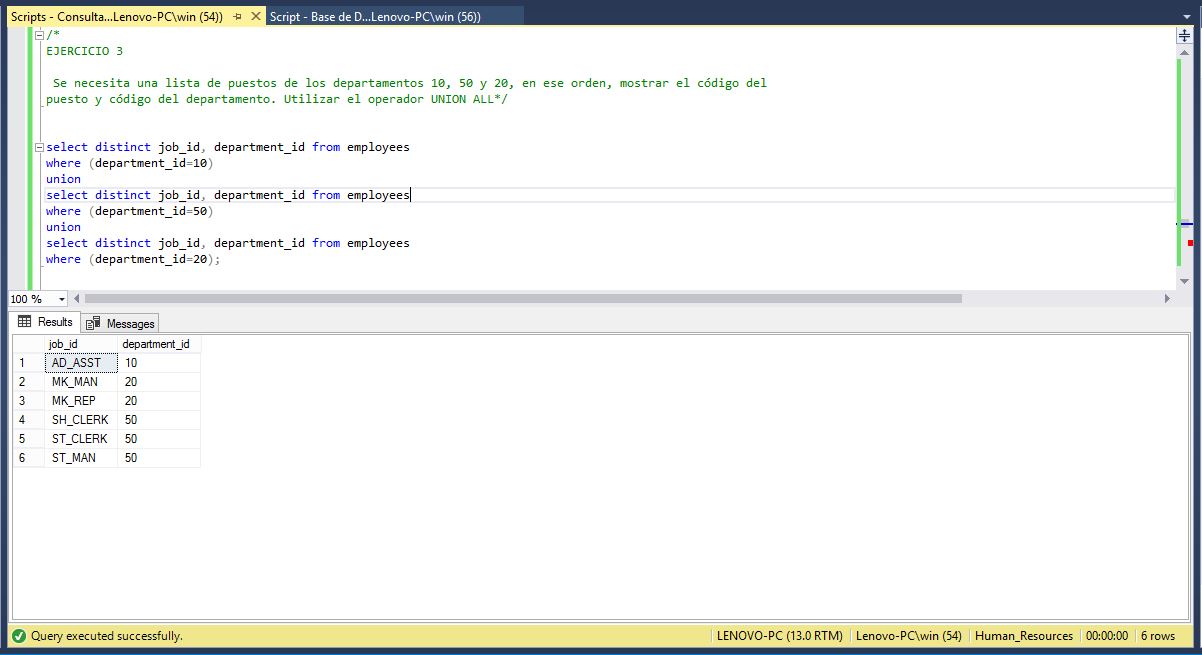 Scripts - Consulta...Lenovo-PC\win (54))
Script - Base de D...Lenovo-PC\win (56))
/*
EJERCICIO 3
Se necesita una lista de puestos de los departamentos 10, 50 y 20, en ese orden, mostrar el código del
puesto y código del departamento. Utilizar el operador UNION ALL*/
select distinct job_id, department_id from employees
where (department_id=10)
union
select distinct job_id, department_id from employees
where (department_id=50)
union
select distinct job_id, department_id from employees
where (department_id=20);
100 %
Results Messages
job_id department_id
1 AD_ASST 10
2 MK_MAN 20
3 MK_REP 20
4 SH_CLERK 50
5 ST_CLERK 50
6 ST_MAN 50
Query executed successfully. LENOVO-PC (13.0 RTM) Lenovo-PC\win (54) Human_Resources 00:00:00 6 rows